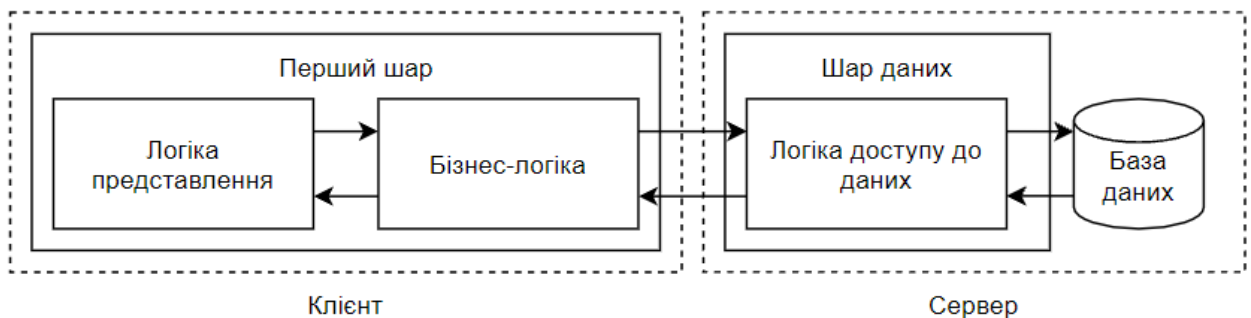 Перший шар
Логіка
представлення
Бізнес-логіка
Шар даних
Логіка доступу до
даних
База
даних
Клієнт
Сервер